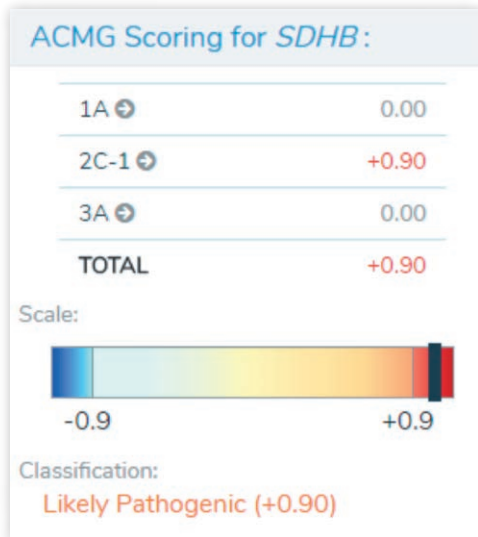 ACMG Scoring for SDHB :
1A 0.00
2C-1 +0.90
3A 0.00
TOTAL +0.90
Scale:
-0.9 +0.9
Classification:
Likely Pathogenic (+0.90)